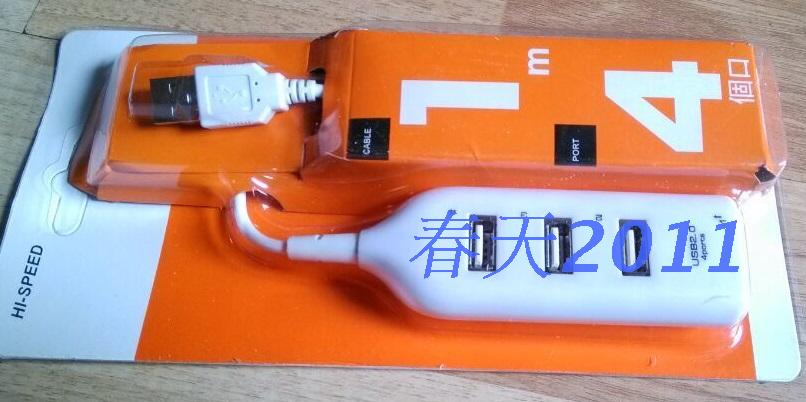 HI-SPEED
CABLE
1m
PORT
4個口
春天2011
USB2.0
4ports